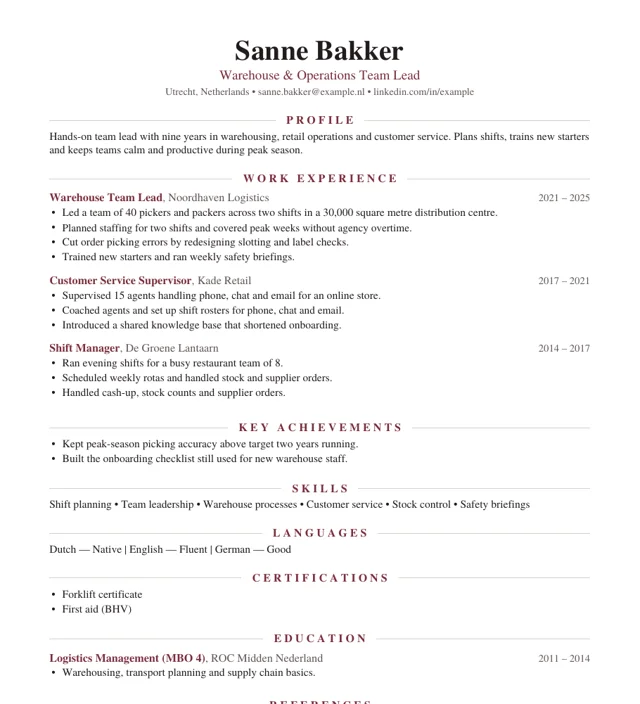 Sanne Bakker
Warehouse & Operations Team Lead
Utrecht, Netherlands • sanne.bakker@example.nl • linkedin.com/in/example
PROFILE
Hands-on team lead with nine years in warehousing, retail operations and customer service. Plans shifts, trains new starters
and keeps teams calm and productive during peak season.
WORK EXPERIENCE
Warehouse Team Lead, Noordhaven Logistics 2021 – 2025
• Led a team of 40 pickers and packers across two shifts in a 30,000 square metre distribution centre.
• Planned staffing for two shifts and covered peak weeks without agency overtime.
• Cut order picking errors by redesigning slotting and label checks.
• Trained new starters and ran weekly safety briefings.
Customer Service Supervisor, Kade Retail 2017 – 2021
• Supervised 15 agents handling phone, chat and email for an online store.
• Coached agents and set up shift rosters for phone, chat and email.
• Introduced a shared knowledge base that shortened onboarding.
Shift Manager, De Groene Lantaarn 2014 – 2017
• Ran evening shifts for a busy restaurant team of 8.
• Scheduled weekly rotas and handled stock and supplier orders.
• Handled cash-up, stock counts and supplier orders.
KEY ACHIEVEMENTS
• Kept peak-season picking accuracy above target two years running.
• Built the onboarding checklist still used for new warehouse staff.
SKILLS
Shift planning • Team leadership • Warehouse processes • Customer service • Stock control • Safety briefings
LANGUAGES
Dutch — Native | English — Fluent | German — Good
CERTIFICATIONS
• Forklift certificate
• First aid (BHV)
EDUCATION
Logistics Management (MBO 4), ROC Midden Nederland 2011 – 2014
• Warehousing, transport planning and supply chain basics.
REFERENCES